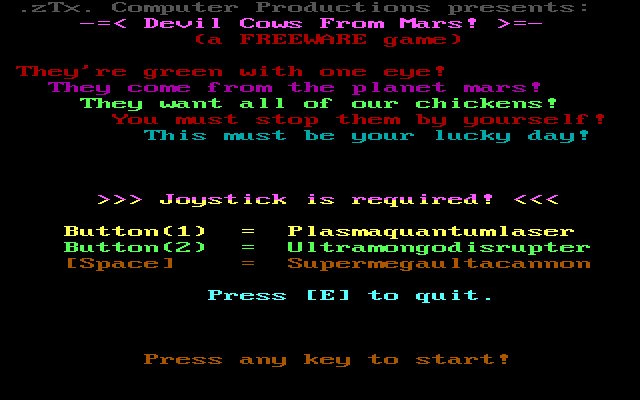 .zTx. Computer Productions presents:
-=< Devil Cows From Mars! >=-
(a FREEWARE game)
They're green with one eye!
They come from the planet mars!
They want all of our chickens!
You must stop them by yourself!
This must be your lucky day!
>>> Joystick is required! <<<
Button(1) = Plasmaquantumlaser
Button(2) = Ultramongodisrupter
[Space] = Supermegaultacannon
Press [E] to quit.
Press any key to start!